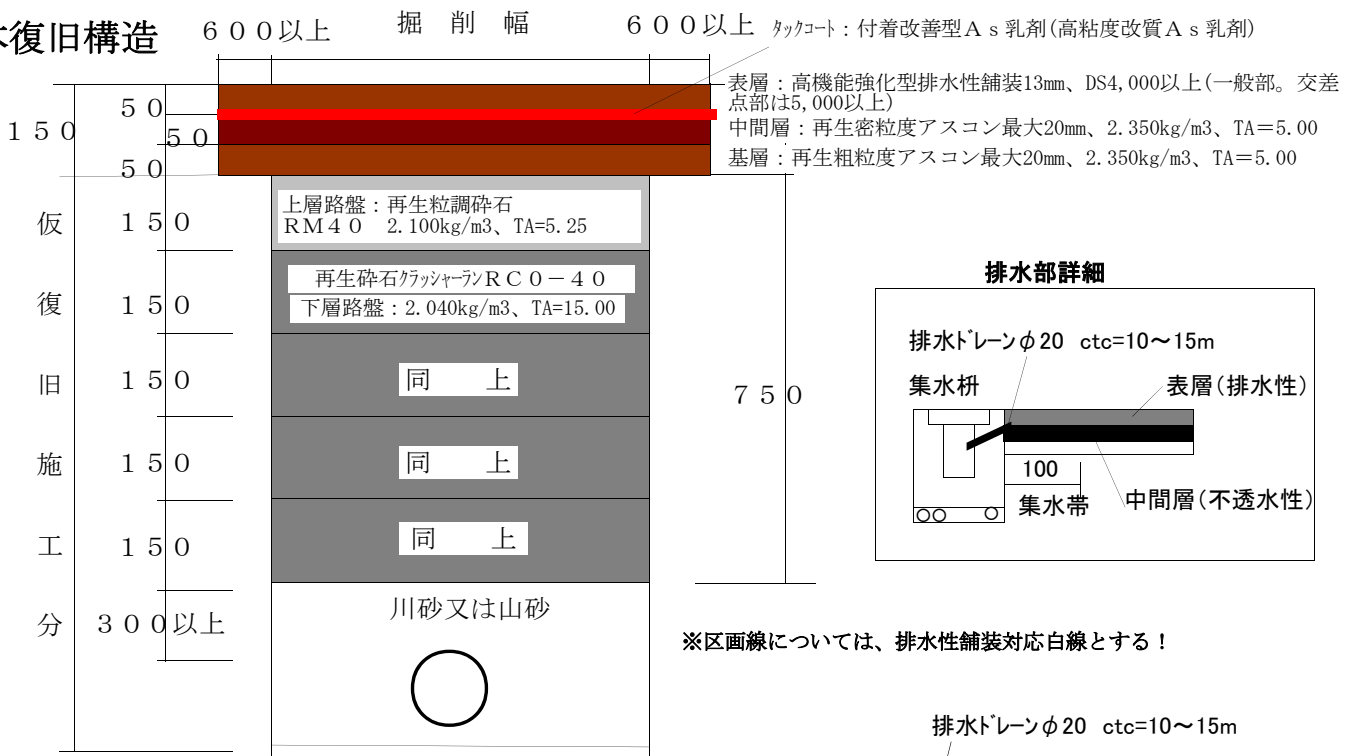 復旧構造
６００以上
掘　削　幅
６００以上
ﾀｯｸｺｰﾄ：付着改善型Ａｓ乳剤(高粘度改質Ａｓ乳剤)
表層：高機能強化型排水性舗装13mm、DS4,000以上(一般部。交差
点部は5,000以上)
中間層：再生密粒度アスコン最大20mm、2.350kg/m3、TA＝5.00
基層：再生粗粒度アスコン最大20mm、2.350kg/m3、TA＝5.00
１５０
５０
５０
５０
仮
復
旧
施
工
分
１５０
１５０
１５０
１５０
１５０
３００以上
上層路盤：再生粒調砕石
ＲＭ４０　2.100kg/m3、TA=5.25
再生砕石ｸﾗｯｼｬｰﾗﾝＲＣ０－４０
下層路盤：2.040kg/m3、TA=15.00
同　　上
同　　上
同　　上
川砂又は山砂
７５０
排水部詳細
排水ﾄﾞﾚｰﾝφ20　ctc=10～15m
集水枡
表層(排水性)
100
集水帯
中間層(不透水性)
※区画線については、排水性舗装対応白線とする！
排水ﾄﾞﾚｰﾝφ20　ctc=10～15m